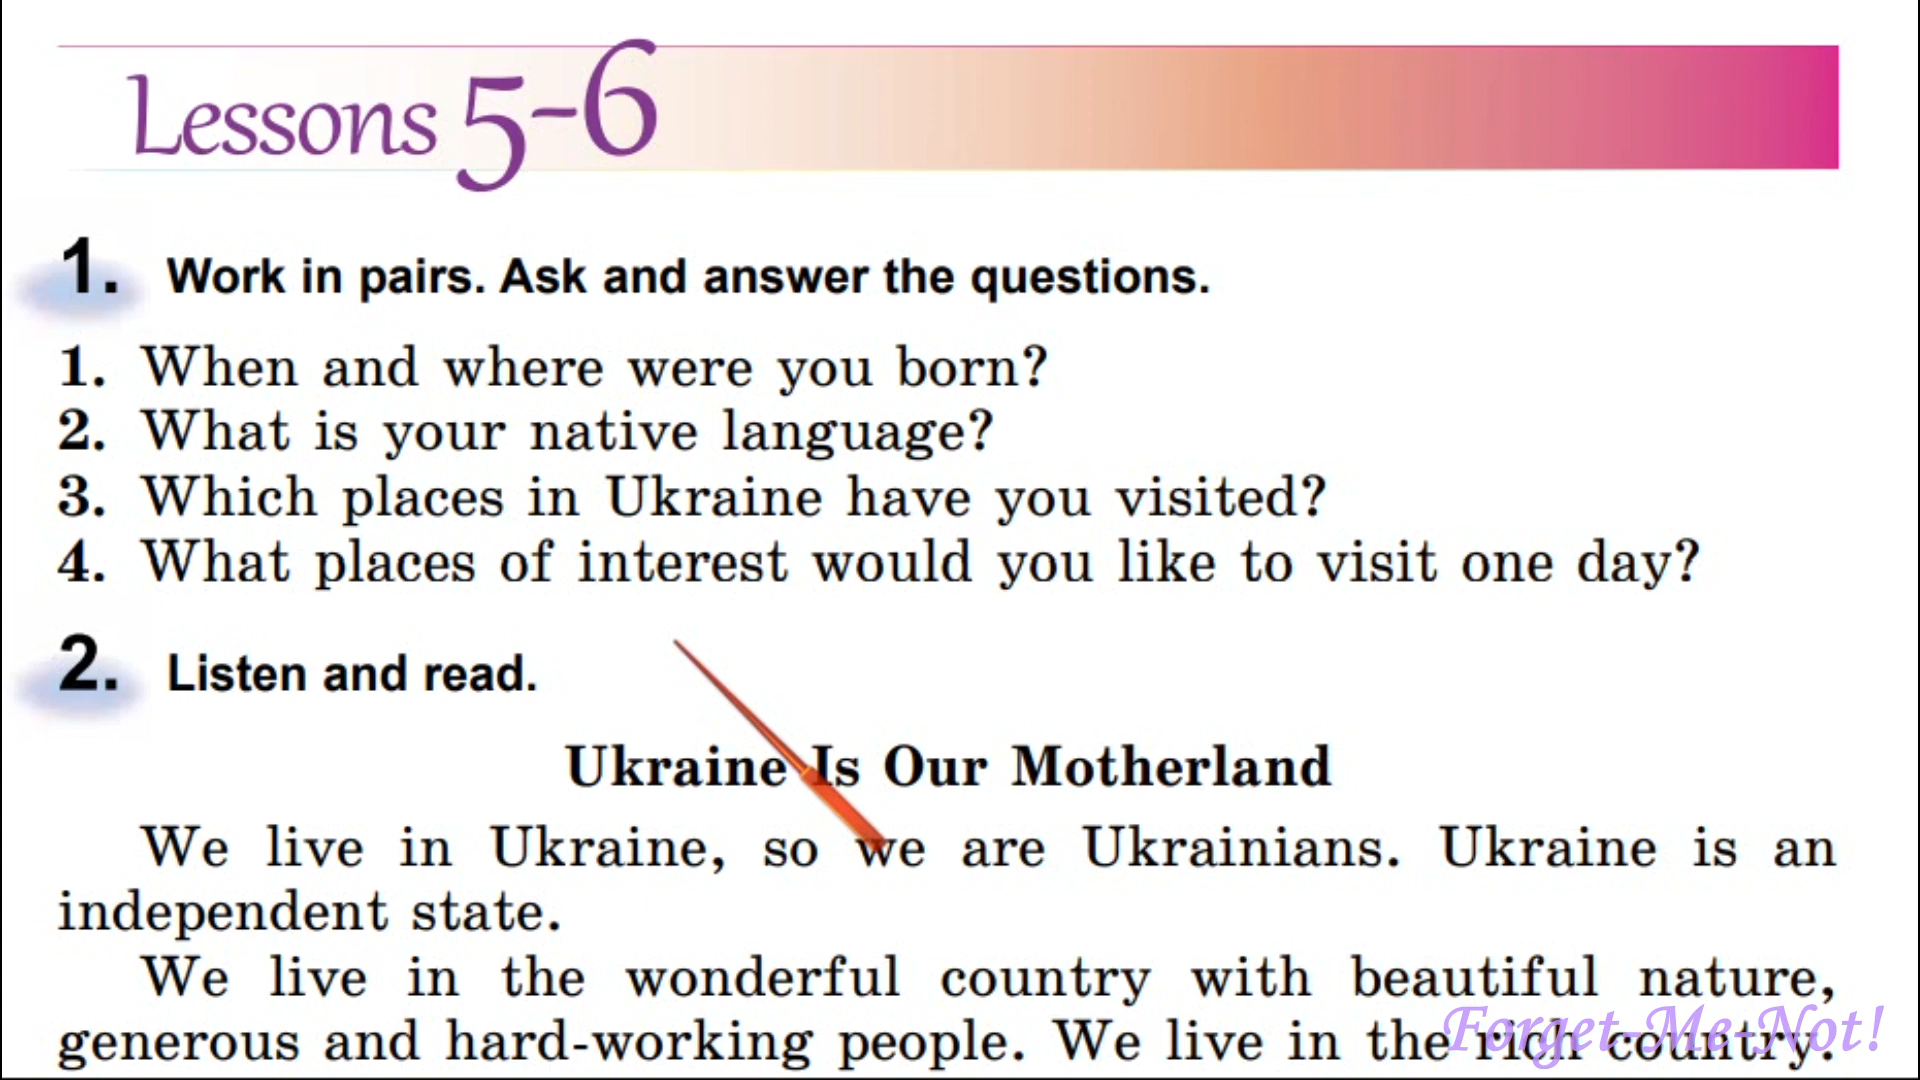 Lessons 5-6
1. Work in pairs. Ask and answer the questions.
1. When and where were you born?
2. What is your native language?
3. Which places in Ukraine have you visited?
4. What places of interest would you like to visit one day?
2. Listen and read.
Ukraine Is Our Motherland
We live in Ukraine, so we are Ukrainians. Ukraine is an
independent state.
We live in the wonderful country with beautiful nature,
generous and hard-working people. We live in the rich country.
Forget-Me-Not!